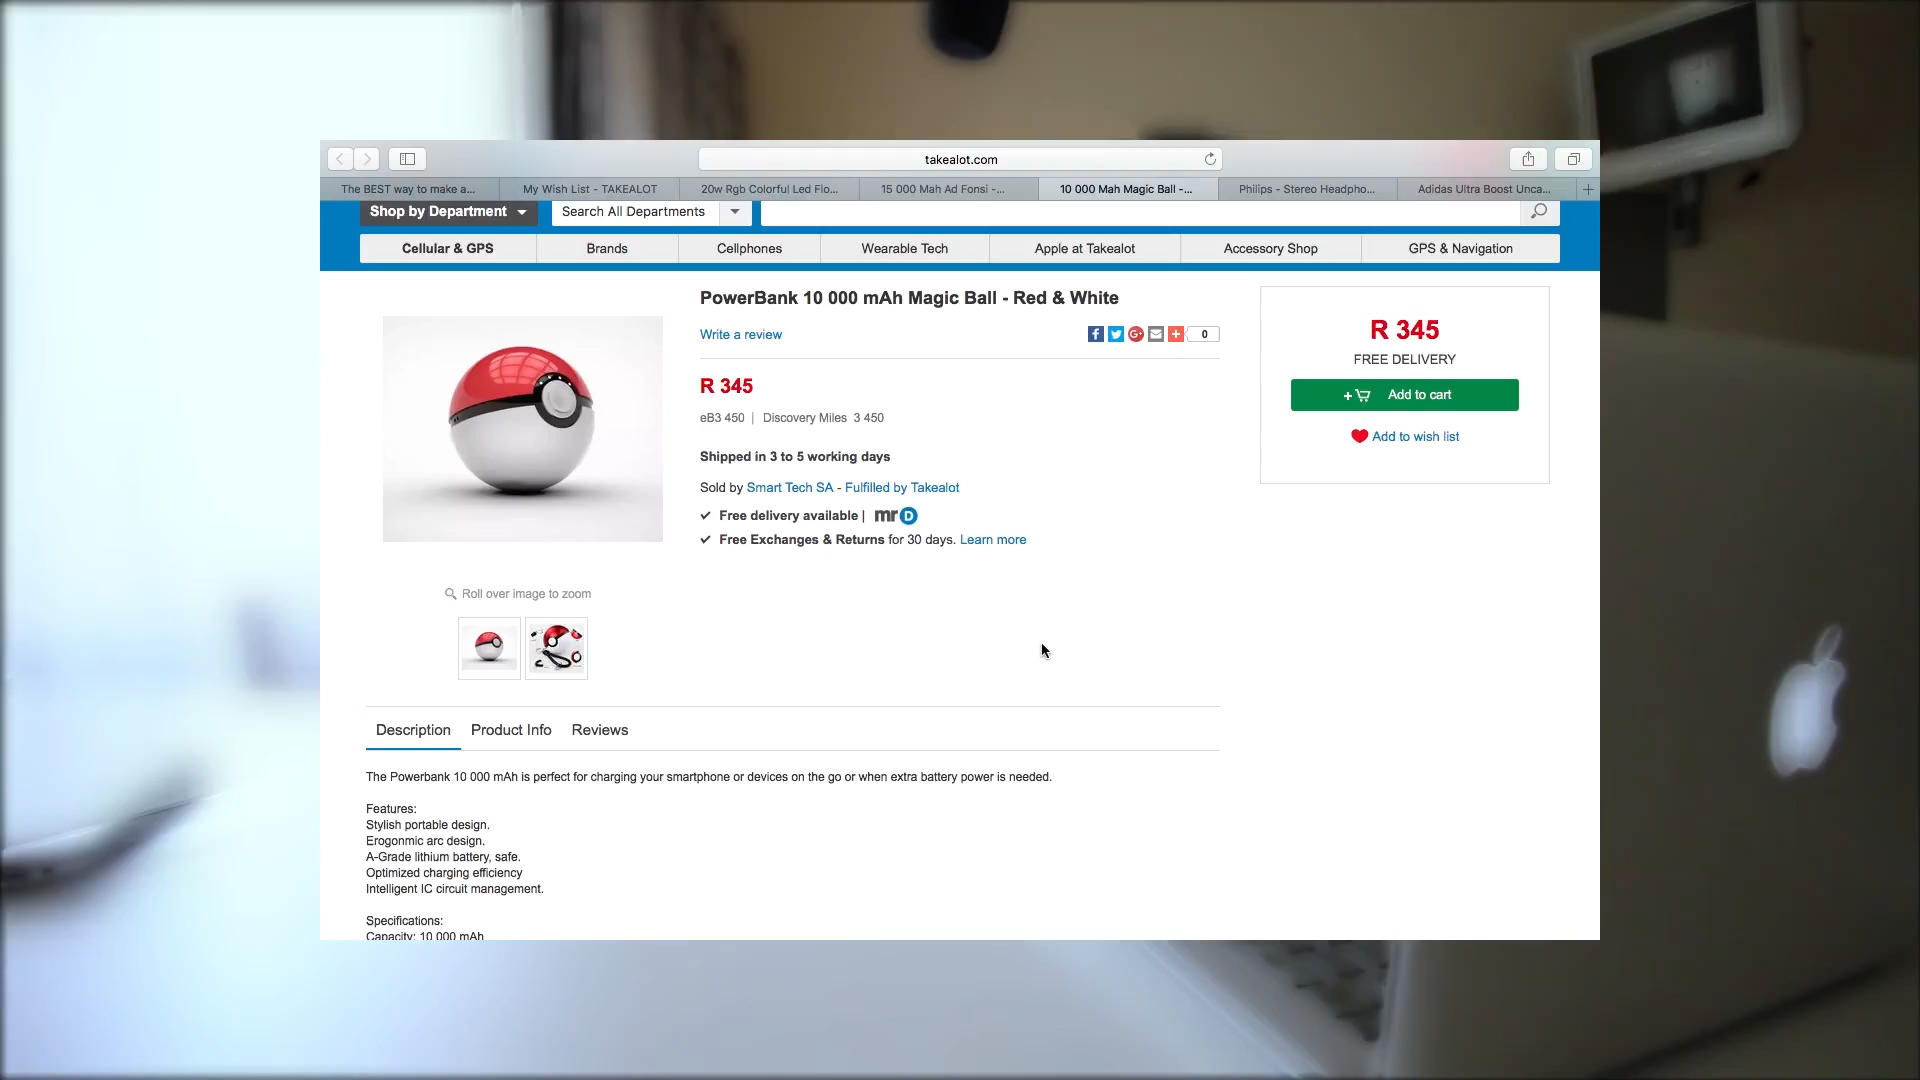 takealot.com
The BEST way to make a...
My Wish List - TAKEALOT
20w Rgb Colorful Led Flo...
15 000 Mah Ad Fonsi -...
10 000 Mah Magic Ball -...
Philips - Stereo Headpho...
Adidas Ultra Boost Unca...
Shop by Department
Search All Departments
Cellular & GPS
Brands
Cellphones
Wearable Tech
Apple at Takealot
Accessory Shop
GPS & Navigation
PowerBank 10 000 mAh Magic Ball - Red & White
Write a review
0
R 345
eB3 450 | Discovery Miles 3 450
Shipped in 3 to 5 working days
Sold by Smart Tech SA - Fulfilled by Takealot
Free delivery available | mr D
Free Exchanges & Returns for 30 days. Learn more
R 345
FREE DELIVERY
Add to cart
Add to wish list
Roll over image to zoom
Description
Product Info
Reviews
The Powerbank 10 000 mAh is perfect for charging your smartphone or devices on the go or when extra battery power is needed.
Features:
Stylish portable design.
Erogonmic arc design.
A-Grade lithium battery, safe.
Optimized charging efficiency
Intelligent IC circuit management.
Specifications:
Capacity: 10 000 mAh